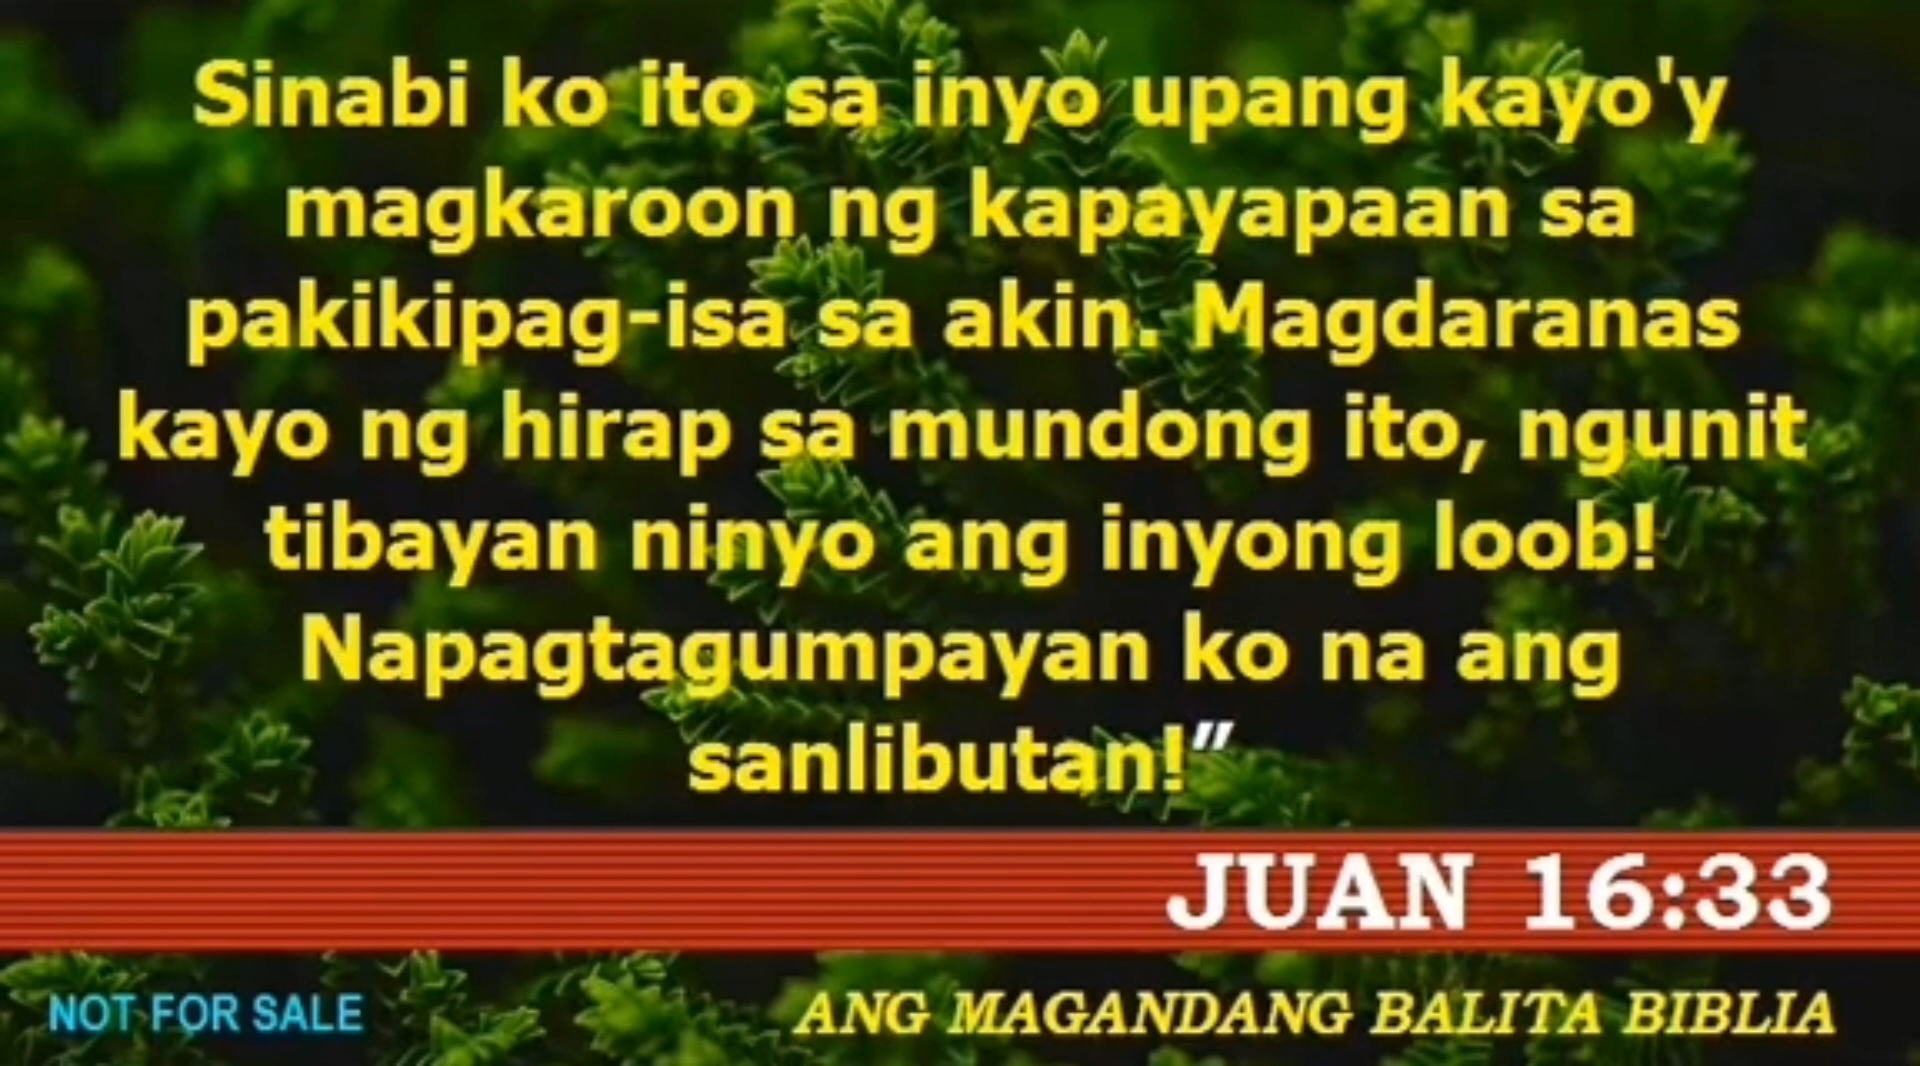 Sinabi ko ito sa inyo upang kayo'y
magkaroon ng kapayapaan sa
pakikipag-isa sa akin. Magdaranas
kayo ng hirap sa mundong ito, ngunit
tibayan ninyo ang inyong loob!
Napagtagumpayan ko na ang
sanlibutan!”
JUAN 16:33
NOT FOR SALE
ANG MAGANDANG BALITA BIBLIA